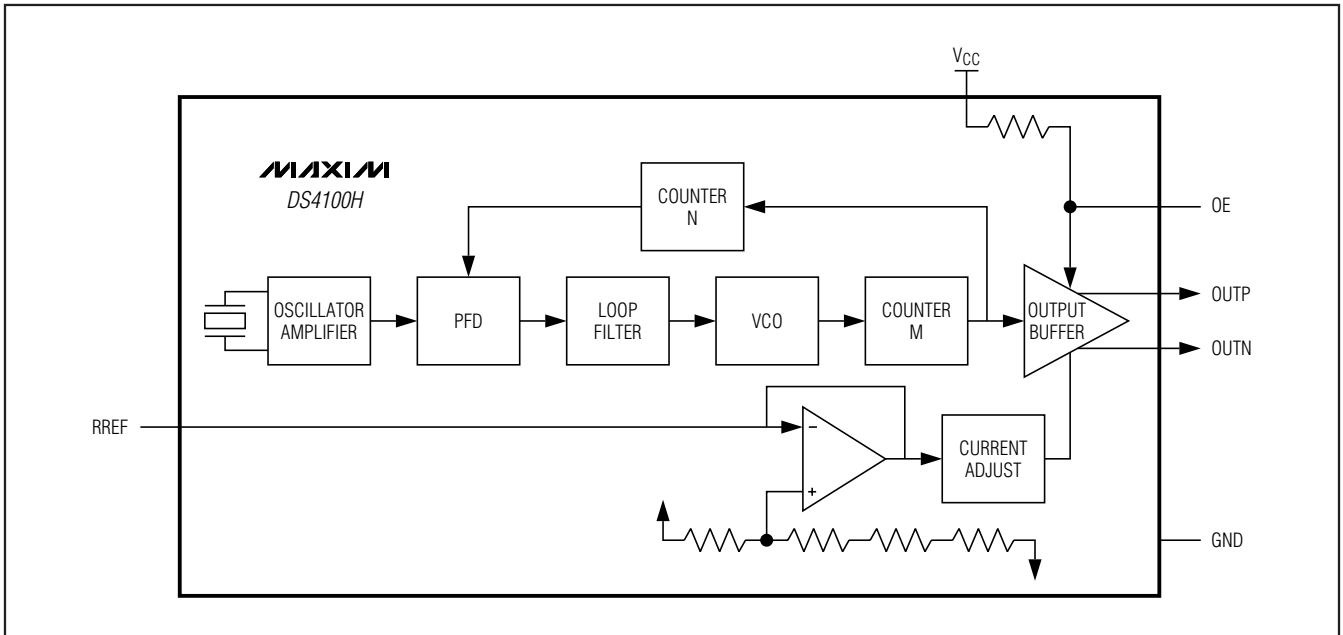 VCC
MAXIM
DS4100H
COUNTER
N
OE
OSCILLATOR
AMPLIFIER
PFD
LOOP
FILTER
VCO
COUNTER
M
OUTPUT
BUFFER
OUTP
OUTN
RREF
−
+
CURRENT
ADJUST
GND